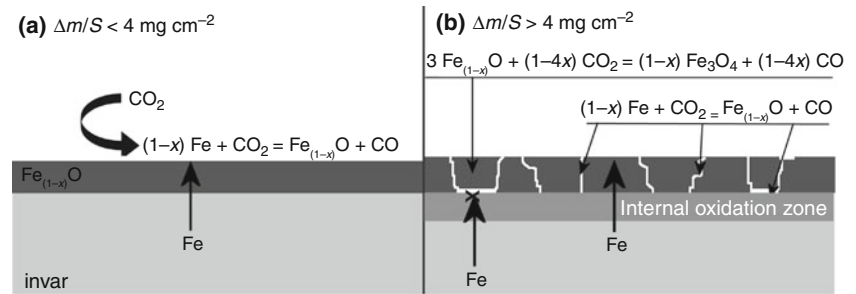 (a) Δm/S < 4 mg cm⁻²
CO₂
(1–x) Fe + CO₂ = Fe₍₁₋ₓ₎O + CO
Fe₍₁₋ₓ₎O
Fe
invar
(b) Δm/S > 4 mg cm⁻²
3 Fe₍₁₋ₓ₎O + (1–4x) CO₂ = (1–x) Fe₃O₄ + (1–4x) CO
(1–x) Fe + CO₂ = Fe₍₁₋ₓ₎O + CO
Internal oxidation zone
Fe
Fe